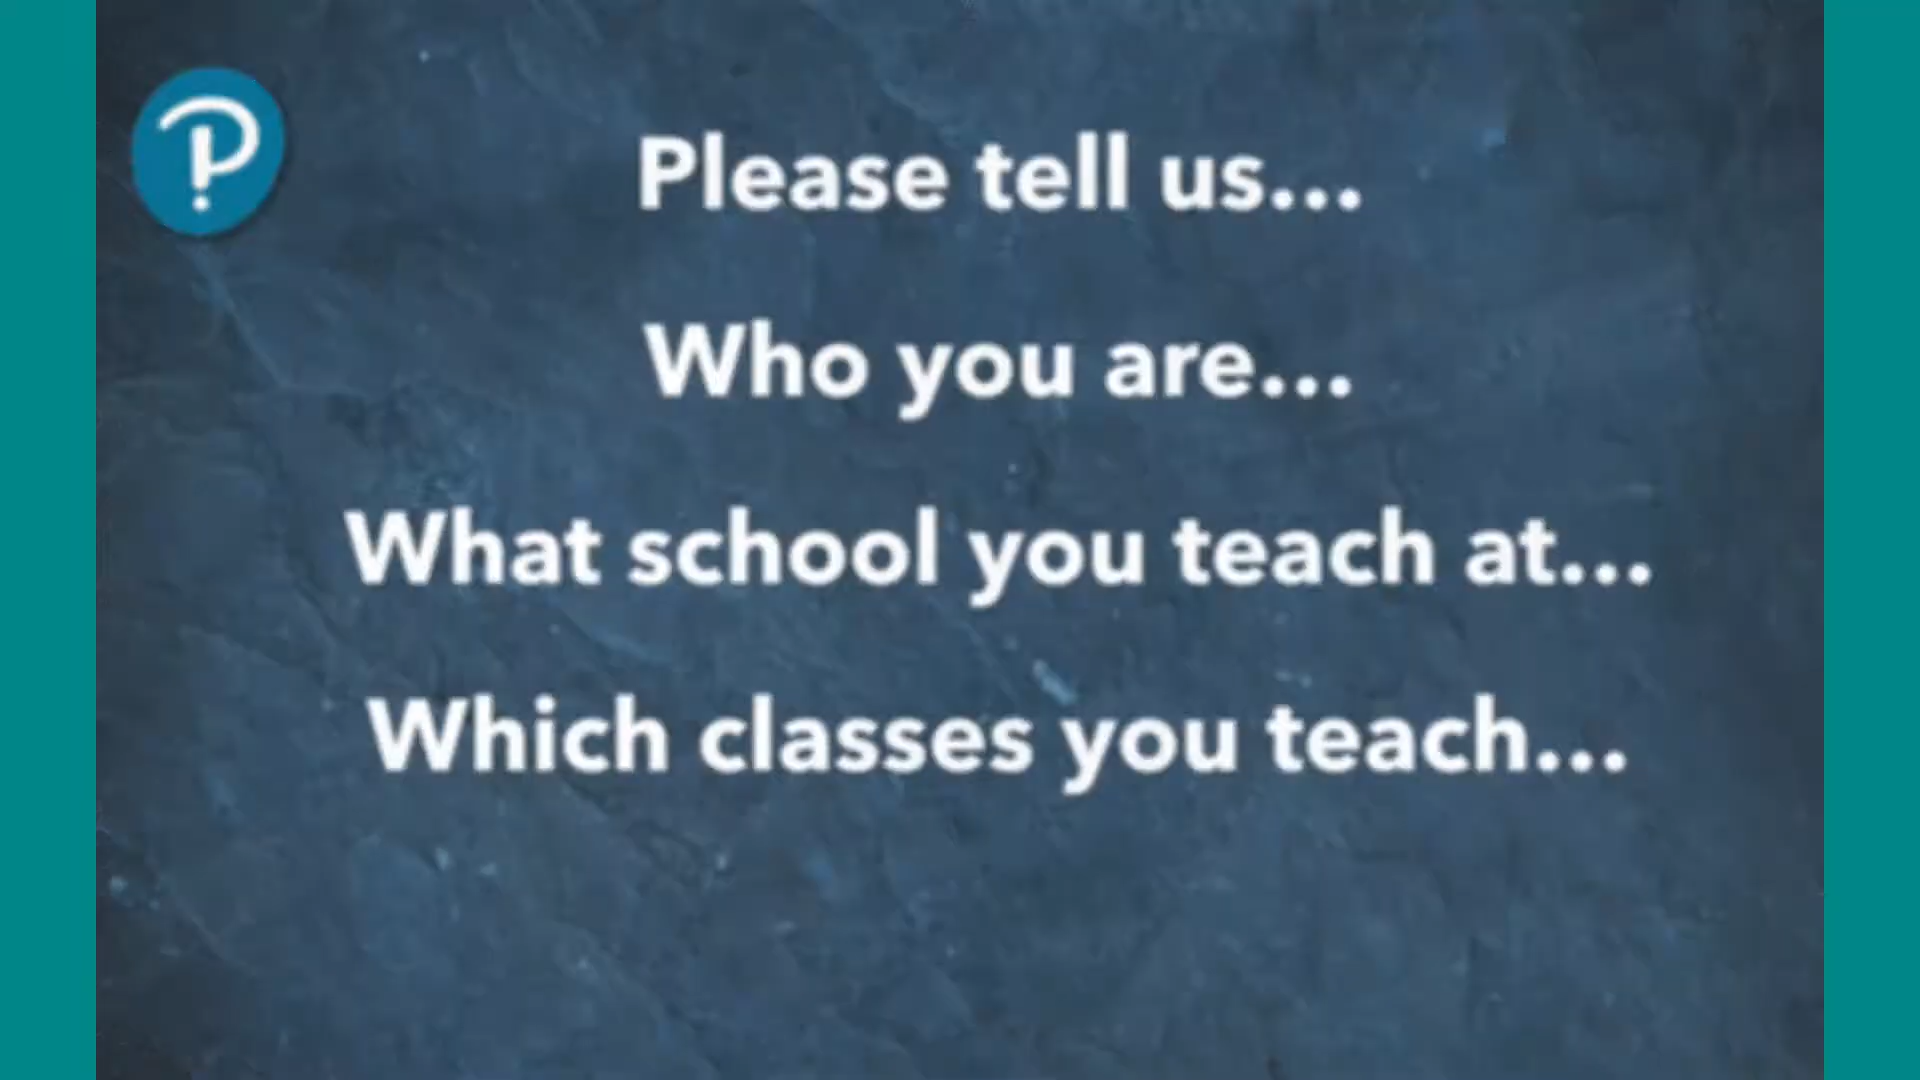 Please tell us...
Who you are...
What school you teach at...
Which classes you teach...